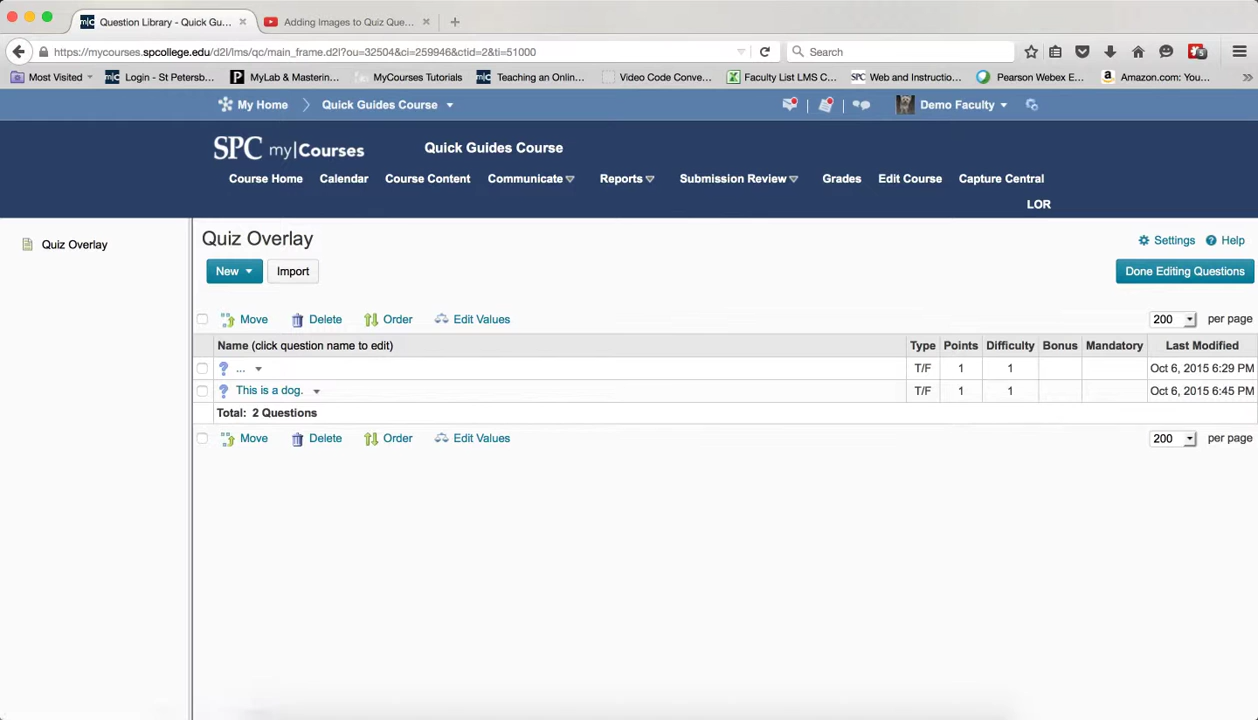 Question Library - Quick Gu... × Adding Images to Quiz Que... × +
https://mycourses.spcollege.edu/d2l/lms/qc/main_frame.d2l?ou=32504&ci=259946&ctid=2&ti=51000 Search 5
Most Visited Login - St Petersb... P MyLab & Masterin... MyCourses Tutorials Teaching an Onlin... Video Code Conve... Faculty List LMS C... SPC Web and Instructio... Pearson Webex E... a Amazon.com: You... »
My Home Quick Guides Course Demo Faculty
SPC my|Courses Quick Guides Course
Course Home Calendar Course Content Communicate Reports Submission Review Grades Edit Course Capture Central
LOR
Quiz Overlay
Quiz Overlay
Settings Help
New Import Done Editing Questions
Move Delete Order Edit Values 200 per page
Name (click question name to edit) Type Points Difficulty Bonus Mandatory Last Modified
... T/F 1 1 Oct 6, 2015 6:29 PM
This is a dog. T/F 1 1 Oct 6, 2015 6:45 PM
Total: 2 Questions
Move Delete Order Edit Values 200 per page